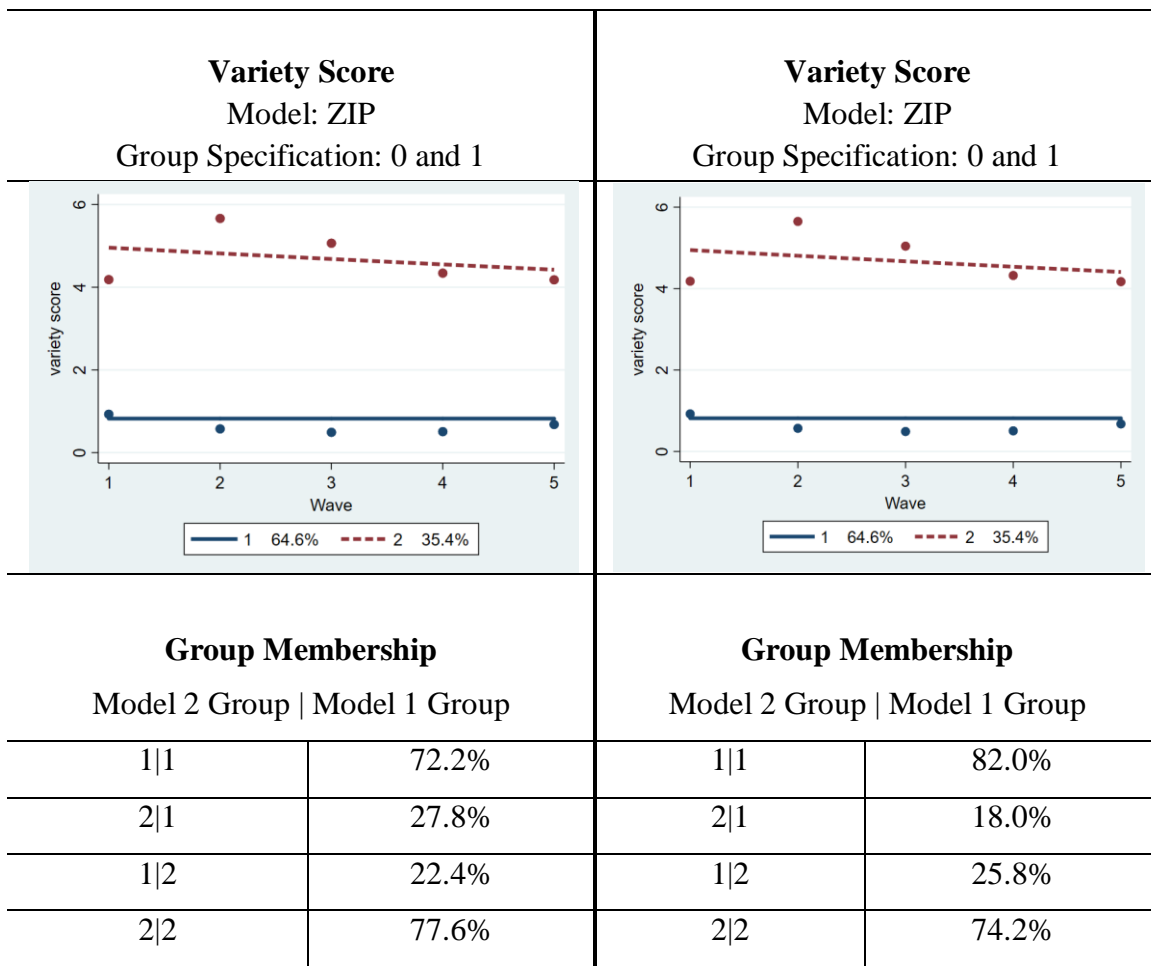 Variety Score
Model: ZIP
Group Specification: 0 and 1
6
4
2
0
variety score
1 2 3 4 5
Wave
1 64.6% 2 35.4%
Group Membership
Model 2 Group | Model 1 Group
1|1 72.2%
2|1 27.8%
1|2 22.4%
2|2 77.6%
Variety Score
Model: ZIP
Group Specification: 0 and 1
6
4
2
0
variety score
1 2 3 4 5
Wave
1 64.6% 2 35.4%
Group Membership
Model 2 Group | Model 1 Group
1|1 82.0%
2|1 18.0%
1|2 25.8%
2|2 74.2%